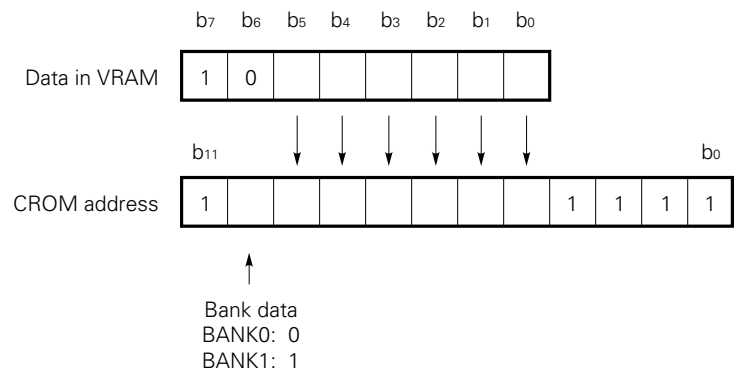 b7 b6 b5 b4 b3 b2 b1 b0
Data in VRAM 1 0
b11 b0
CROM address 1 1 1 1 1
Bank data
BANK0: 0
BANK1: 1